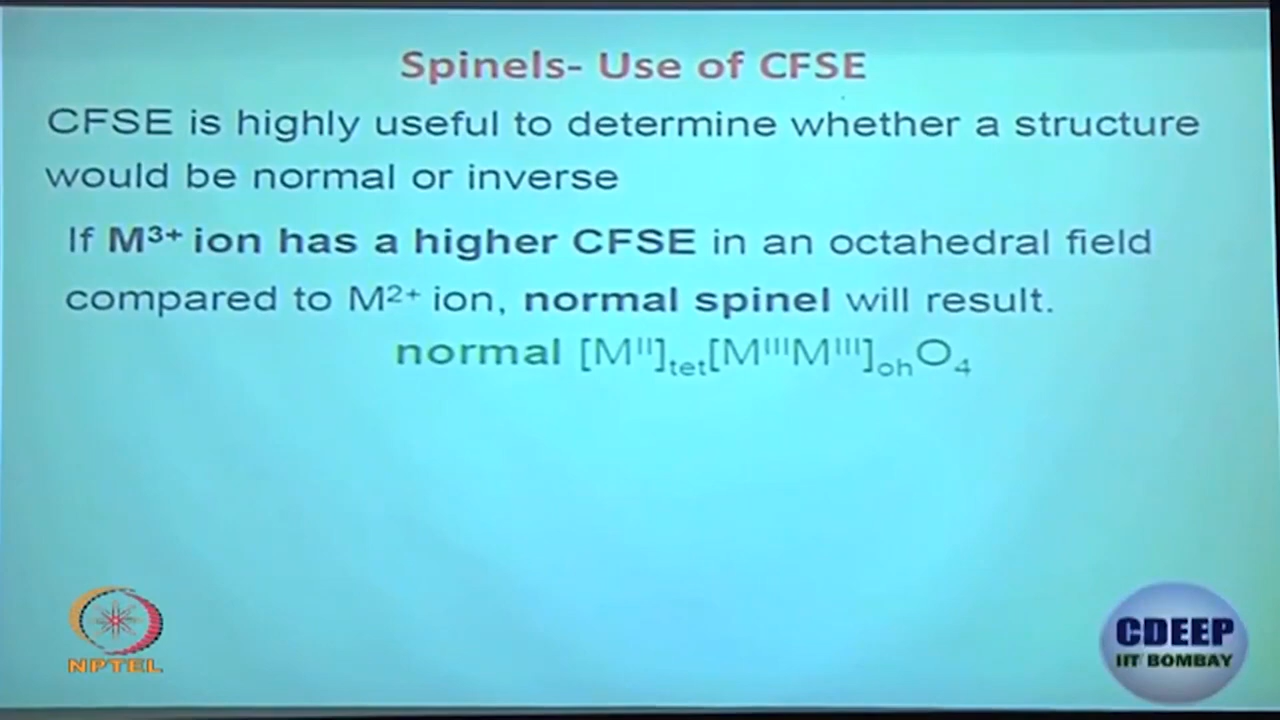 Spinels- Use of CFSE
CFSE is highly useful to determine whether a structure
would be normal or inverse
If M³⁺ ion has a higher CFSE in an octahedral field
compared to M²⁺ ion, normal spinel will result.
normal [Mᴵᴵ]tet[MᴵᴵᴵMᴵᴵᴵ]ohO₄
NPTEL
CDEEP
IIT BOMBAY